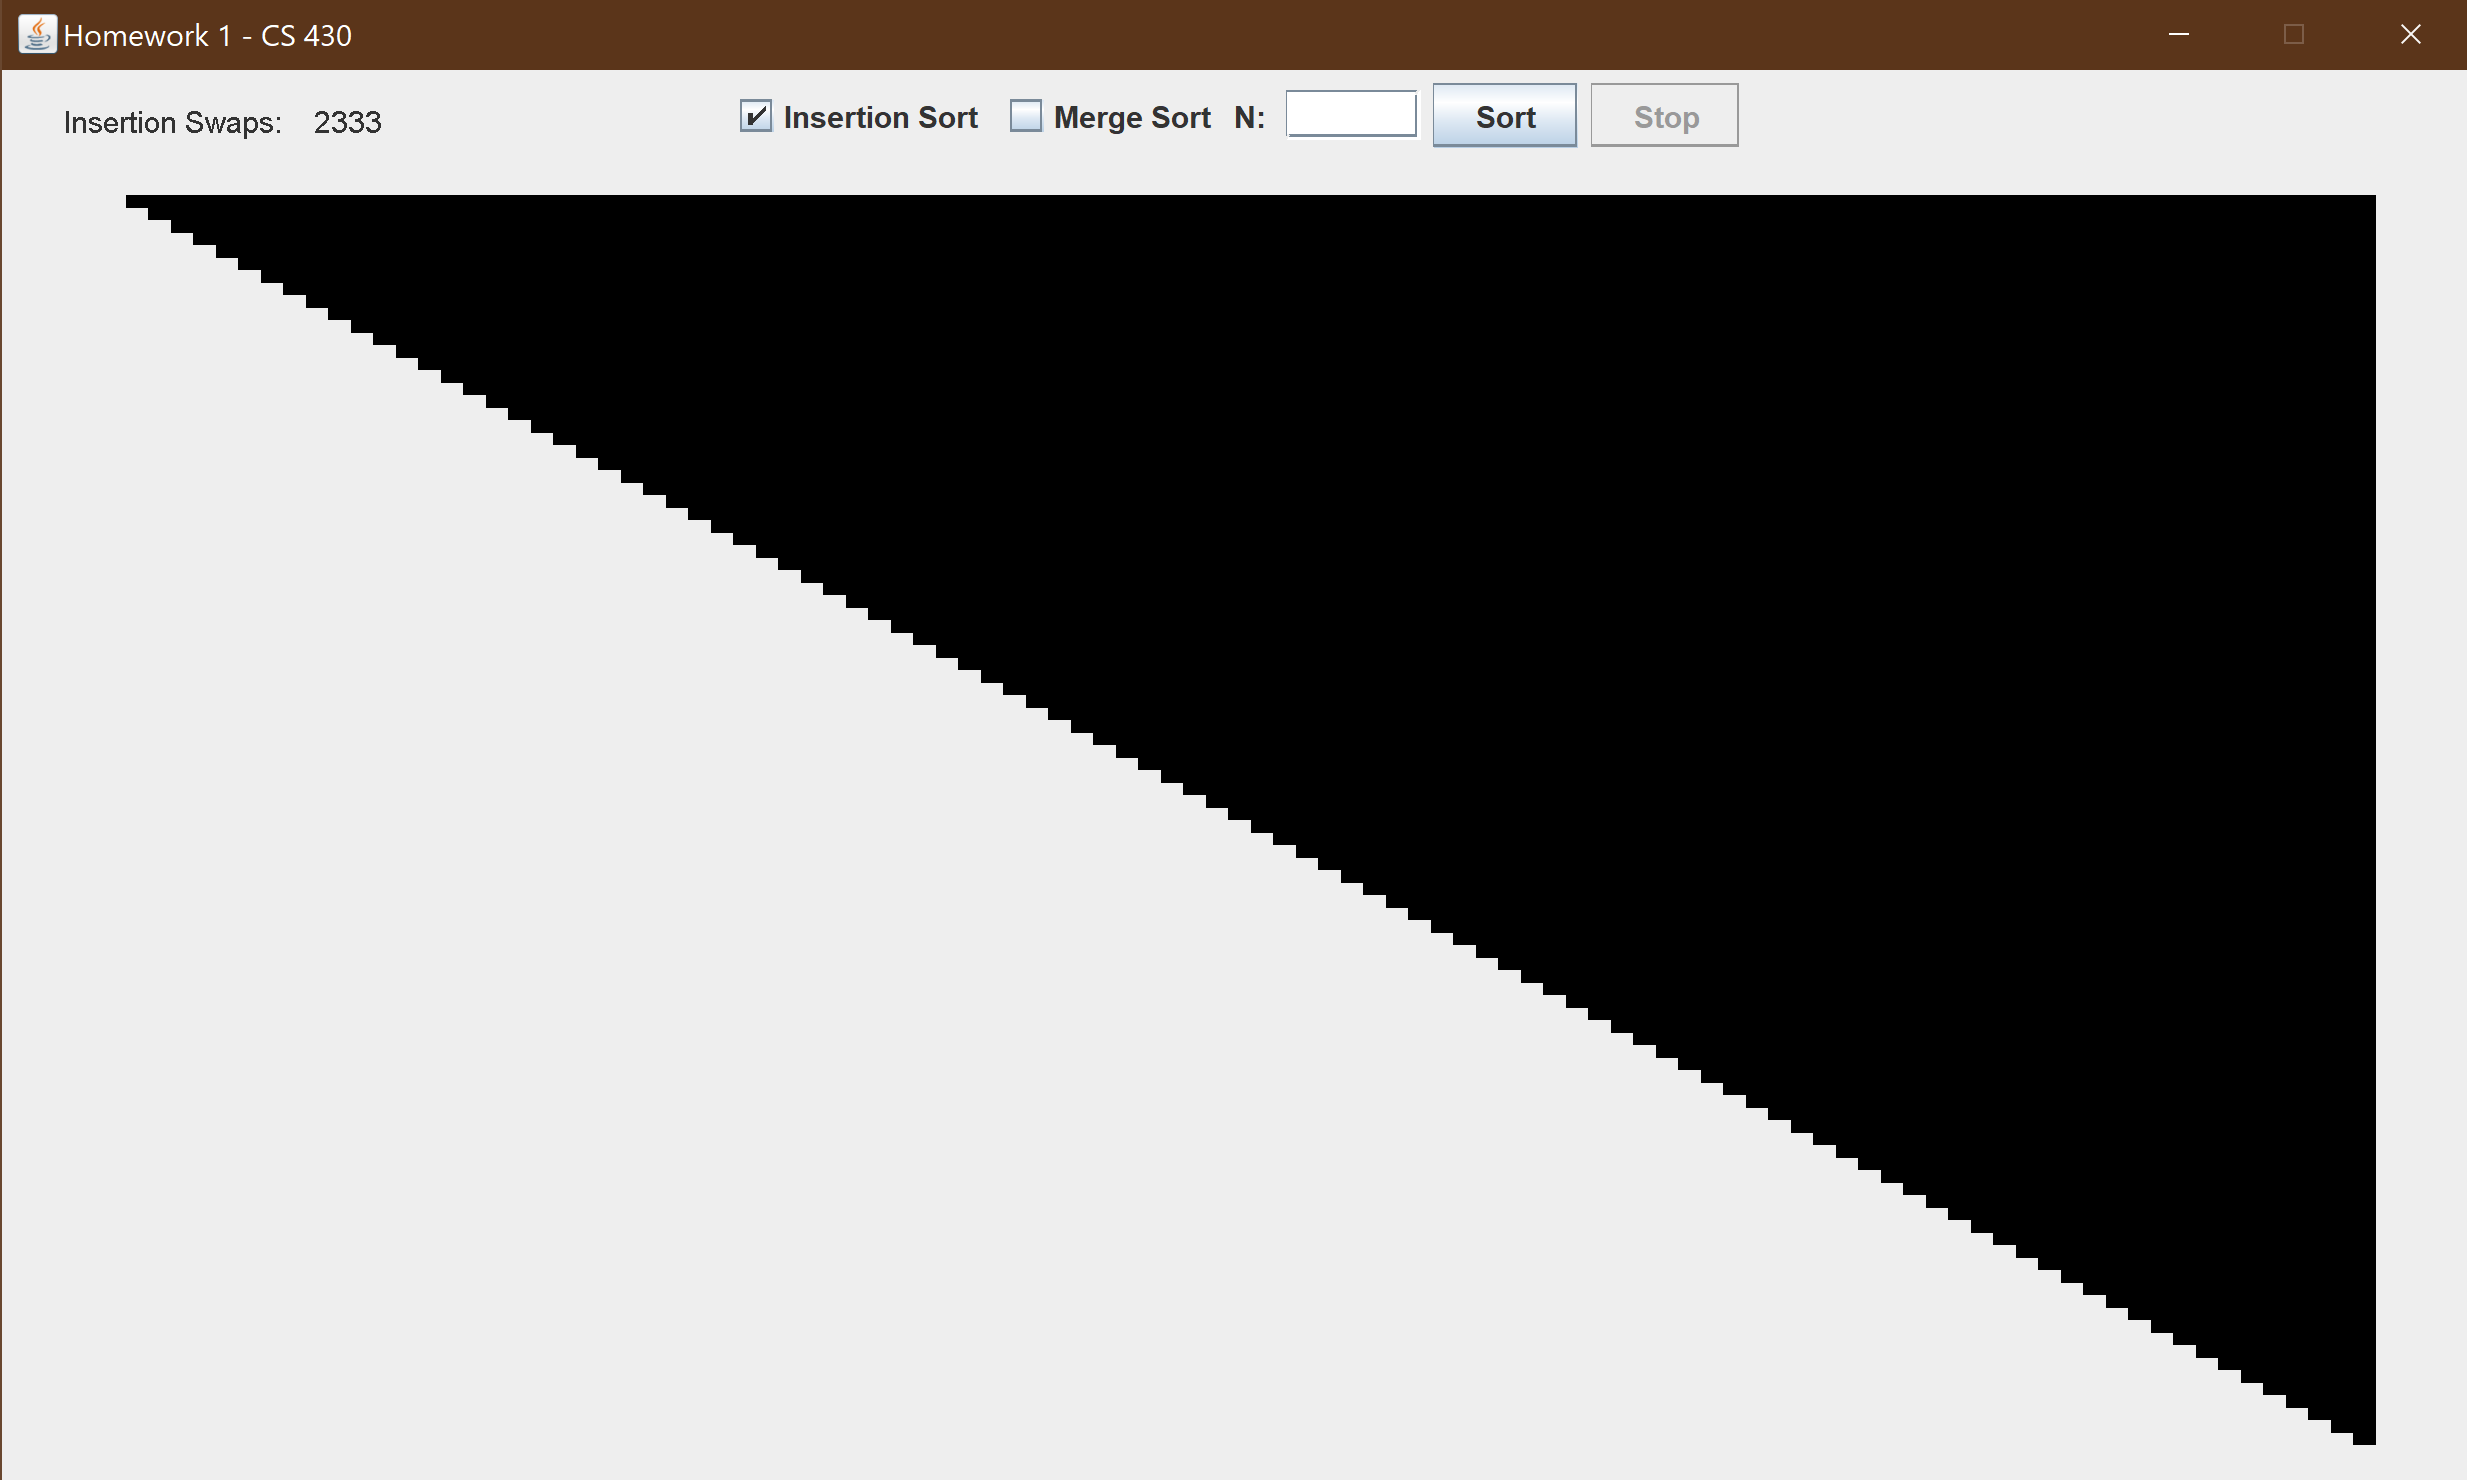 Homework 1 - CS 430
Insertion Swaps: 2333 Insertion Sort Merge Sort N: Sort Stop